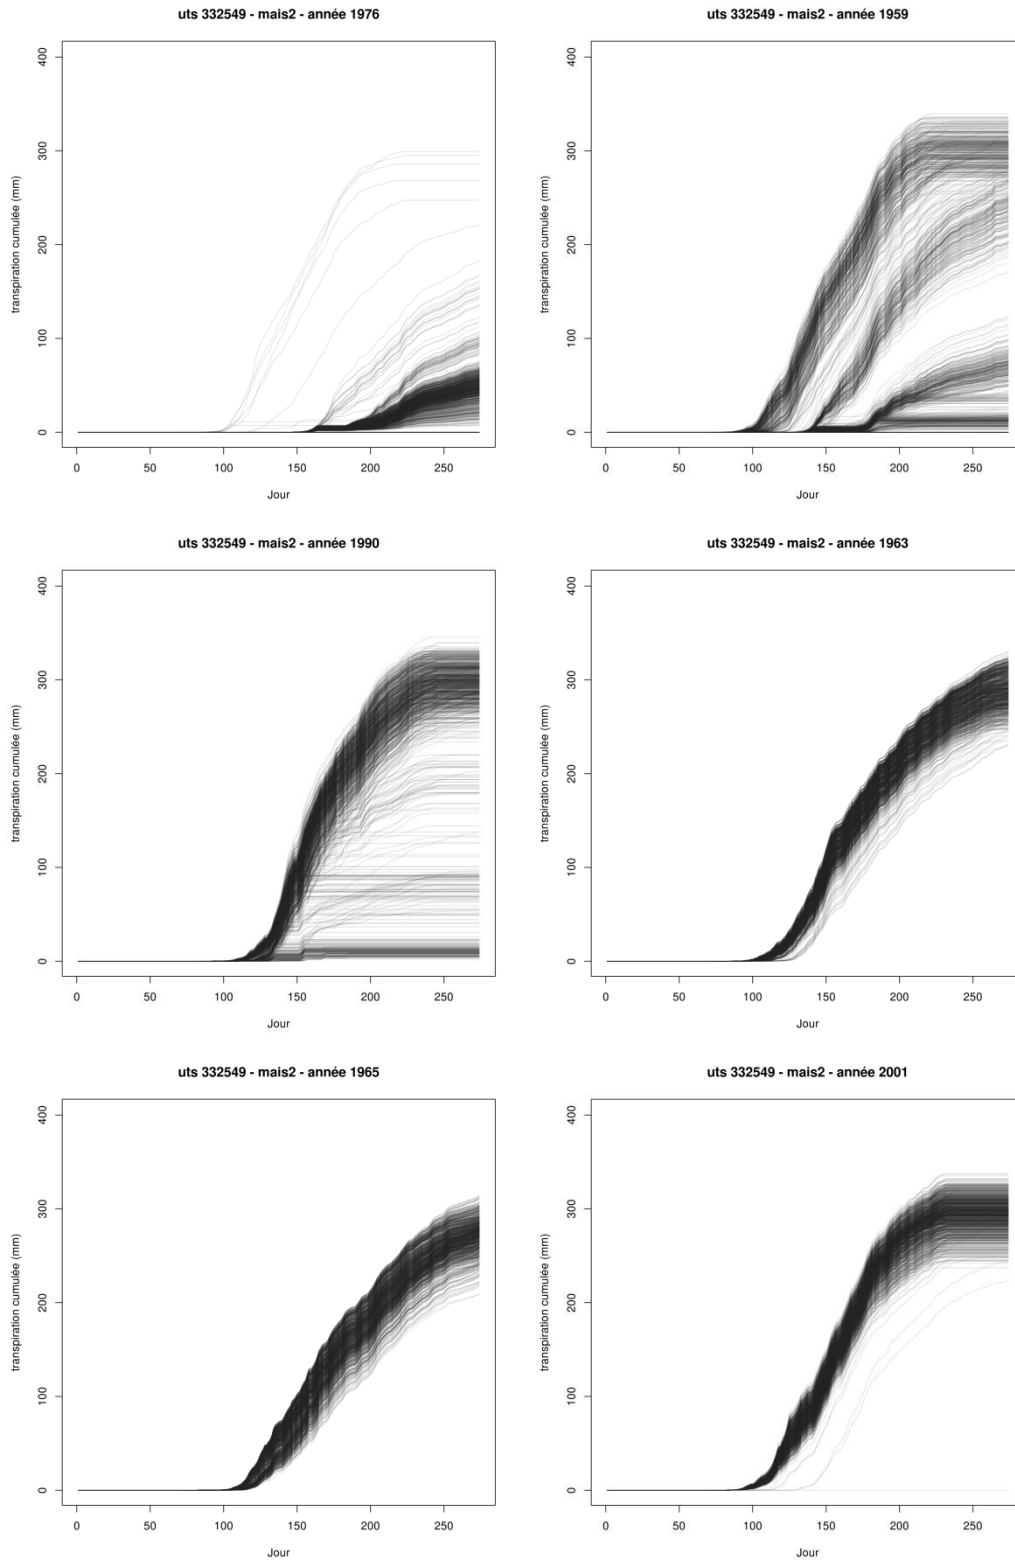 uts 332549 - mais2 - année 1976
transpiration cumulée (mm)
400
300
200
100
0
0 50 100 150 200 250
Jour
uts 332549 - mais2 - année 1959
transpiration cumulée (mm)
400
300
200
100
0
0 50 100 150 200 250
Jour
uts 332549 - mais2 - année 1990
transpiration cumulée (mm)
400
300
200
100
0
0 50 100 150 200 250
Jour
uts 332549 - mais2 - année 1963
transpiration cumulée (mm)
400
300
200
100
0
0 50 100 150 200 250
Jour
uts 332549 - mais2 - année 1965
transpiration cumulée (mm)
400
300
200
100
0
0 50 100 150 200 250
Jour
uts 332549 - mais2 - année 2001
transpiration cumulée (mm)
400
300
200
100
0
0 50 100 150 200 250
Jour